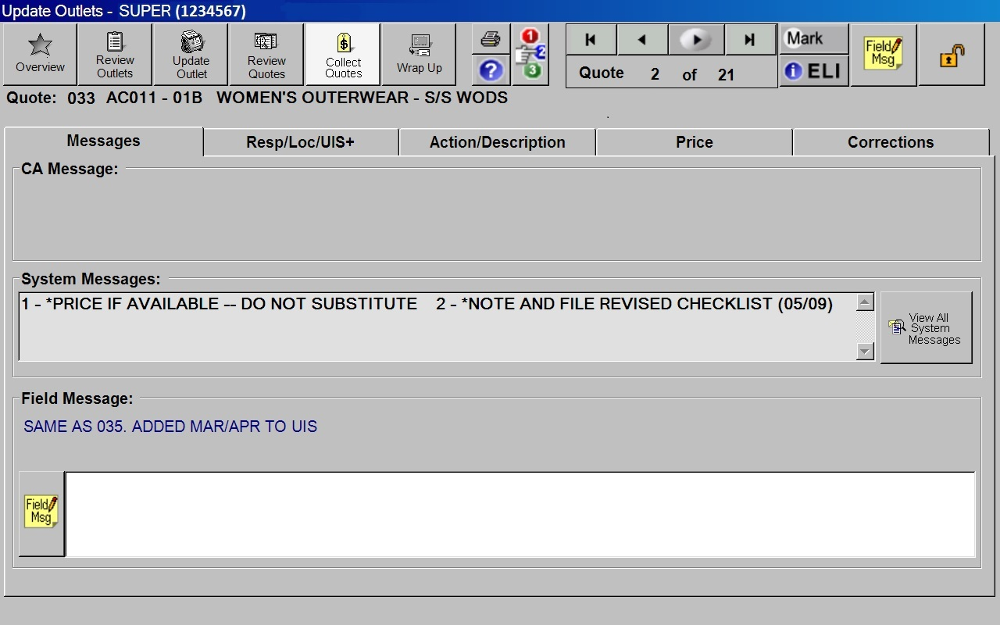 Update Outlets - SUPER (1234567)
Overview
Review
Outlets
Update
Outlet
Review
Quotes
$
Collect
Quotes
Wrap Up
?
1
2
3
Quote 2 of 21
Mark
i ELI
Field
Msg
Quote: 033 AC011 - 01B WOMEN'S OUTERWEAR - S/S WODS
Messages
Resp/Loc/UIS+
Action/Description
Price
Corrections
CA Message:
System Messages:
1 - *PRICE IF AVAILABLE -- DO NOT SUBSTITUTE 2 - *NOTE AND FILE REVISED CHECKLIST (05/09)
View All
System
Messages
Field Message:
SAME AS 035. ADDED MAR/APR TO UIS
Field
Msg